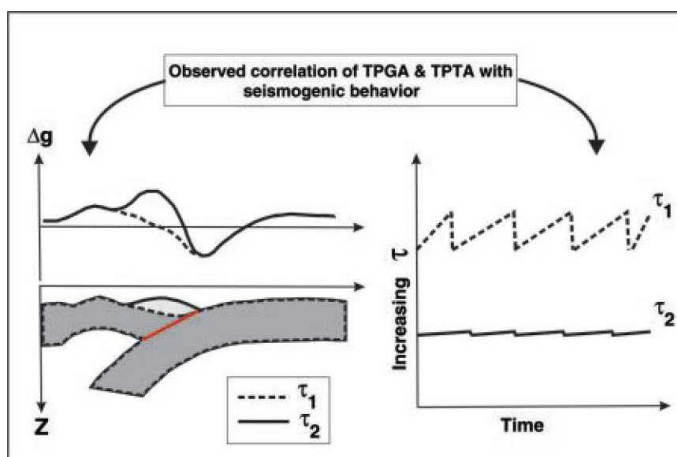 Observed correlation of TPGA & TPTA with
seismogenic behavior
Δg
Z
τ1
τ2
Increasing τ
τ1
τ2
Time